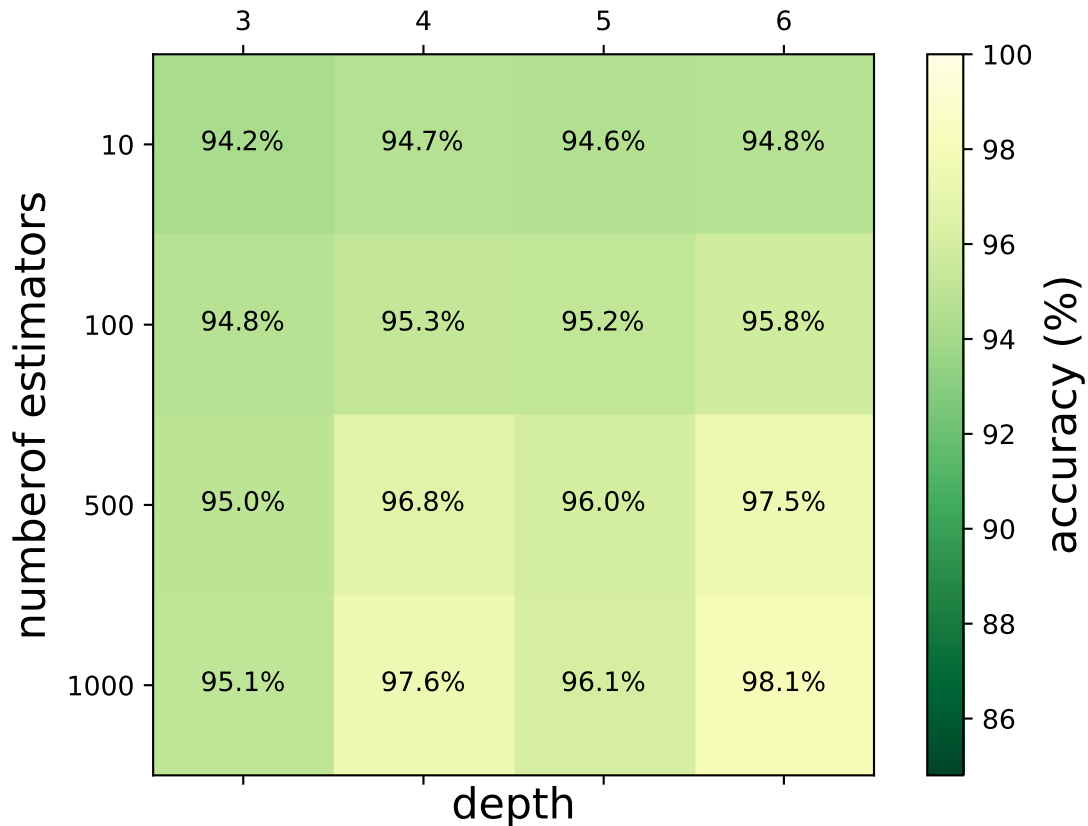 3 4 5 6
10 94.2% 94.7% 94.6% 94.8%
100 94.8% 95.3% 95.2% 95.8%
500 95.0% 96.8% 96.0% 97.5%
1000 95.1% 97.6% 96.1% 98.1%
depth
numberof estimators
100
98
96
94
92
90
88
86
accuracy (%)